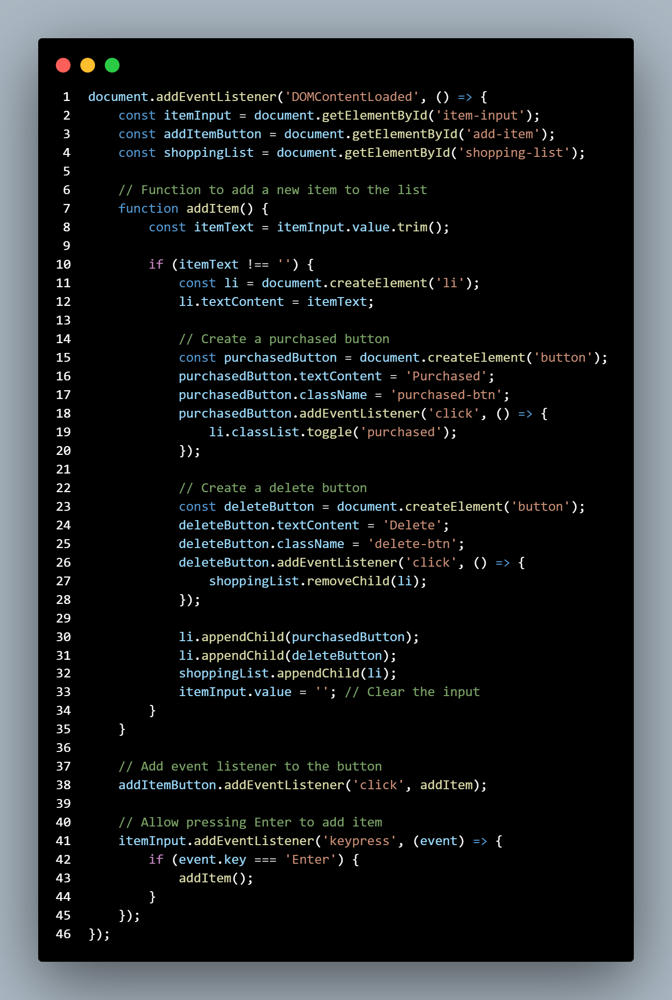 1 document.addEventListener('DOMContentLoaded', () => {
2     const itemInput = document.getElementById('item-input');
3     const addItemButton = document.getElementById('add-item');
4     const shoppingList = document.getElementById('shopping-list');
5
6     // Function to add a new item to the list
7     function addItem() {
8         const itemText = itemInput.value.trim();
9
10         if (itemText !== '') {
11             const li = document.createElement('li');
12             li.textContent = itemText;
13
14             // Create a purchased button
15             const purchasedButton = document.createElement('button');
16             purchasedButton.textContent = 'Purchased';
17             purchasedButton.className = 'purchased-btn';
18             purchasedButton.addEventListener('click', () => {
19                 li.classList.toggle('purchased');
20             });
21
22             // Create a delete button
23             const deleteButton = document.createElement('button');
24             deleteButton.textContent = 'Delete';
25             deleteButton.className = 'delete-btn';
26             deleteButton.addEventListener('click', () => {
27                 shoppingList.removeChild(li);
28             });
29
30             li.appendChild(purchasedButton);
31             li.appendChild(deleteButton);
32             shoppingList.appendChild(li);
33             itemInput.value = ''; // Clear the input
34         }
35     }
36
37     // Add event listener to the button
38     addItemButton.addEventListener('click', addItem);
39
40     // Allow pressing Enter to add item
41     itemInput.addEventListener('keypress', (event) => {
42         if (event.key === 'Enter') {
43             addItem();
44         }
45     });
46 });